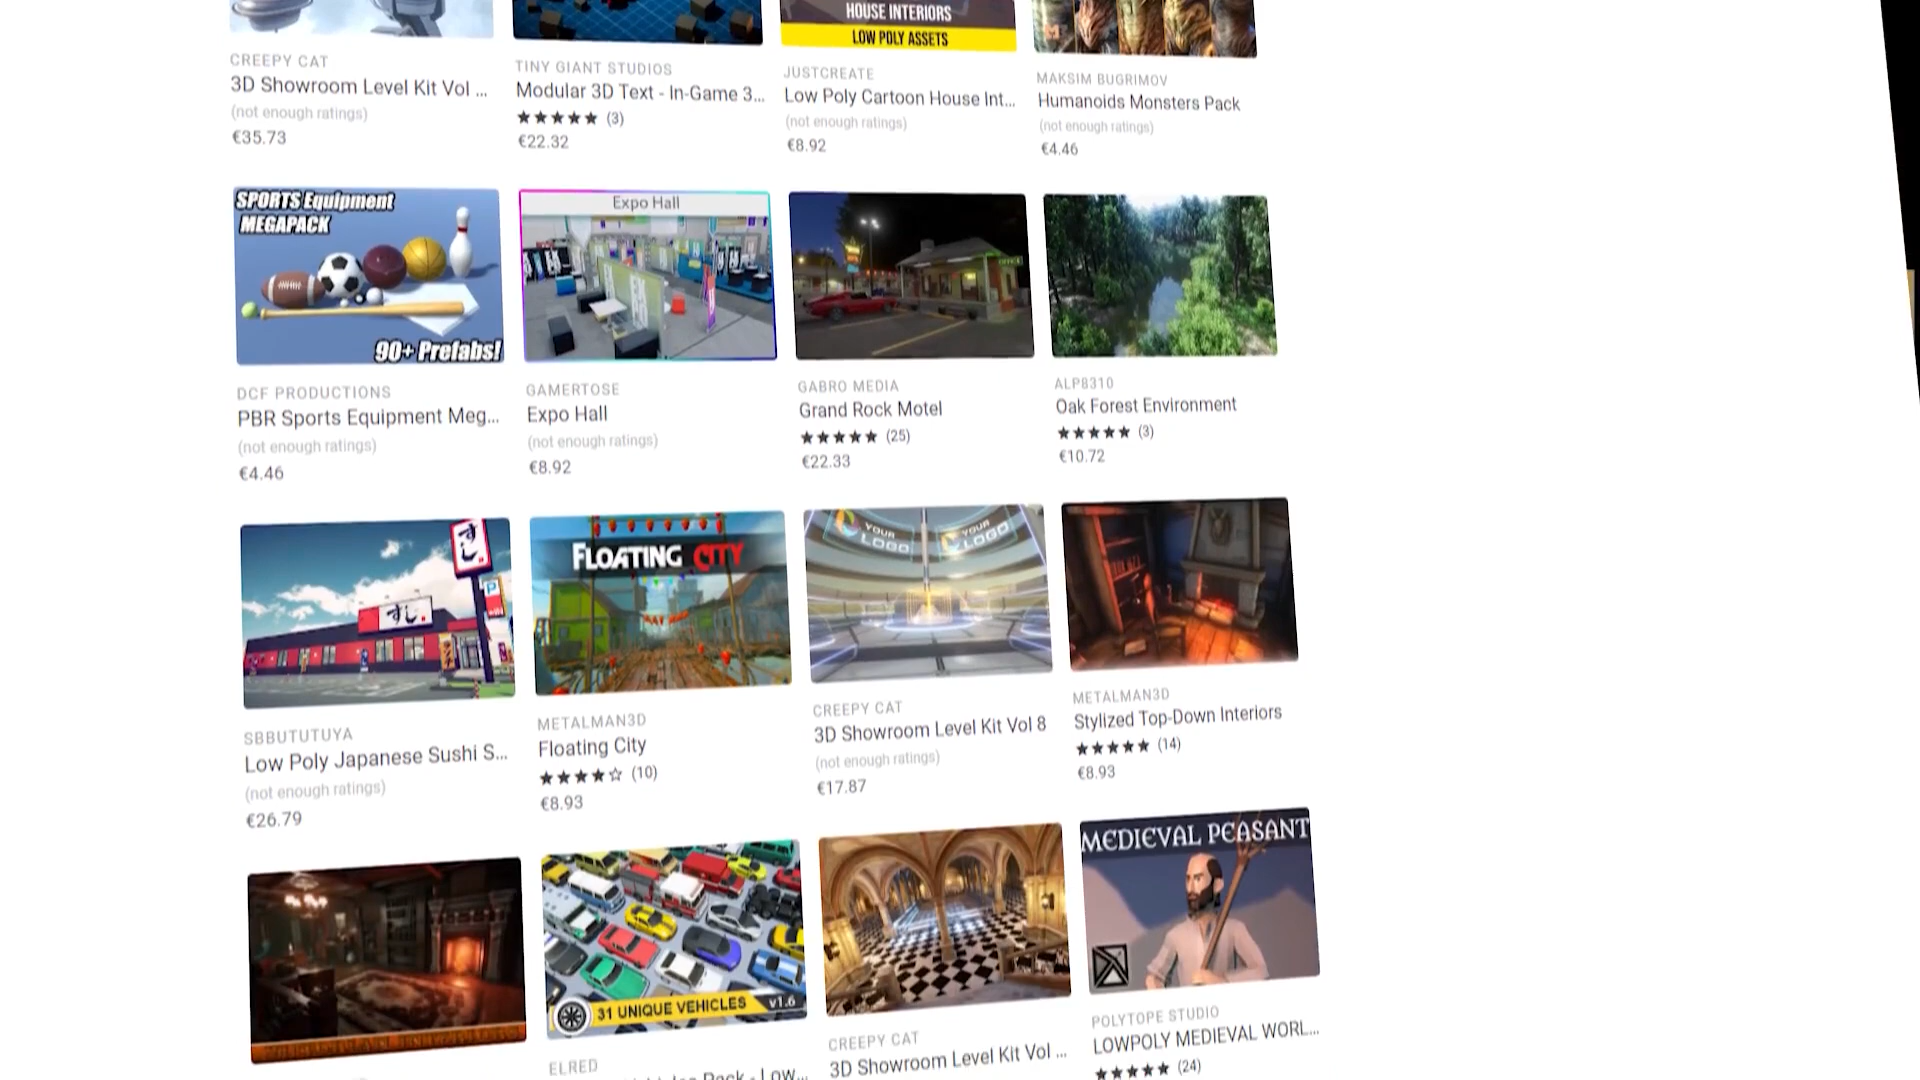 HOUSE INTERIORS
LOW POLY ASSETS
CREEPY CAT
3D Showroom Level Kit Vol ...
(not enough ratings)
€35.73
TINY GIANT STUDIOS
Modular 3D Text - In-Game 3...
(3)
€22.32
JUSTCREATE
Low Poly Cartoon House Int...
(not enough ratings)
€8.92
MAKSIM BUGRIMOV
Humanoids Monsters Pack
(not enough ratings)
€4.46
SPORTS Equipment
MEGAPACK
90+ Prefabs!
DCF PRODUCTIONS
PBR Sports Equipment Meg...
(not enough ratings)
€4.46
Expo Hall
GAMERTOSE
Expo Hall
(not enough ratings)
€8.92
GABRO MEDIA
Grand Rock Motel
(25)
€22.33
ALP8310
Oak Forest Environment
(3)
€10.72
すし
すし
P
SBBUTUTUYA
Low Poly Japanese Sushi S...
(not enough ratings)
€26.79
FLOATING CITY
METALMAN3D
Floating City
(10)
€8.93
YOUR LOGO
YOUR LOGO
CREEPY CAT
3D Showroom Level Kit Vol 8
(not enough ratings)
€17.87
METALMAN3D
Stylized Top-Down Interiors
(14)
€8.93
31 UNIQUE VEHICLES v1.6
ELRED
Pack - Low...
CREEPY CAT
3D Showroom Level Kit Vol ...
MEDIEVAL PEASANT
POLYTOPE STUDIO
LOWPOLY MEDIEVAL WORL...
(24)